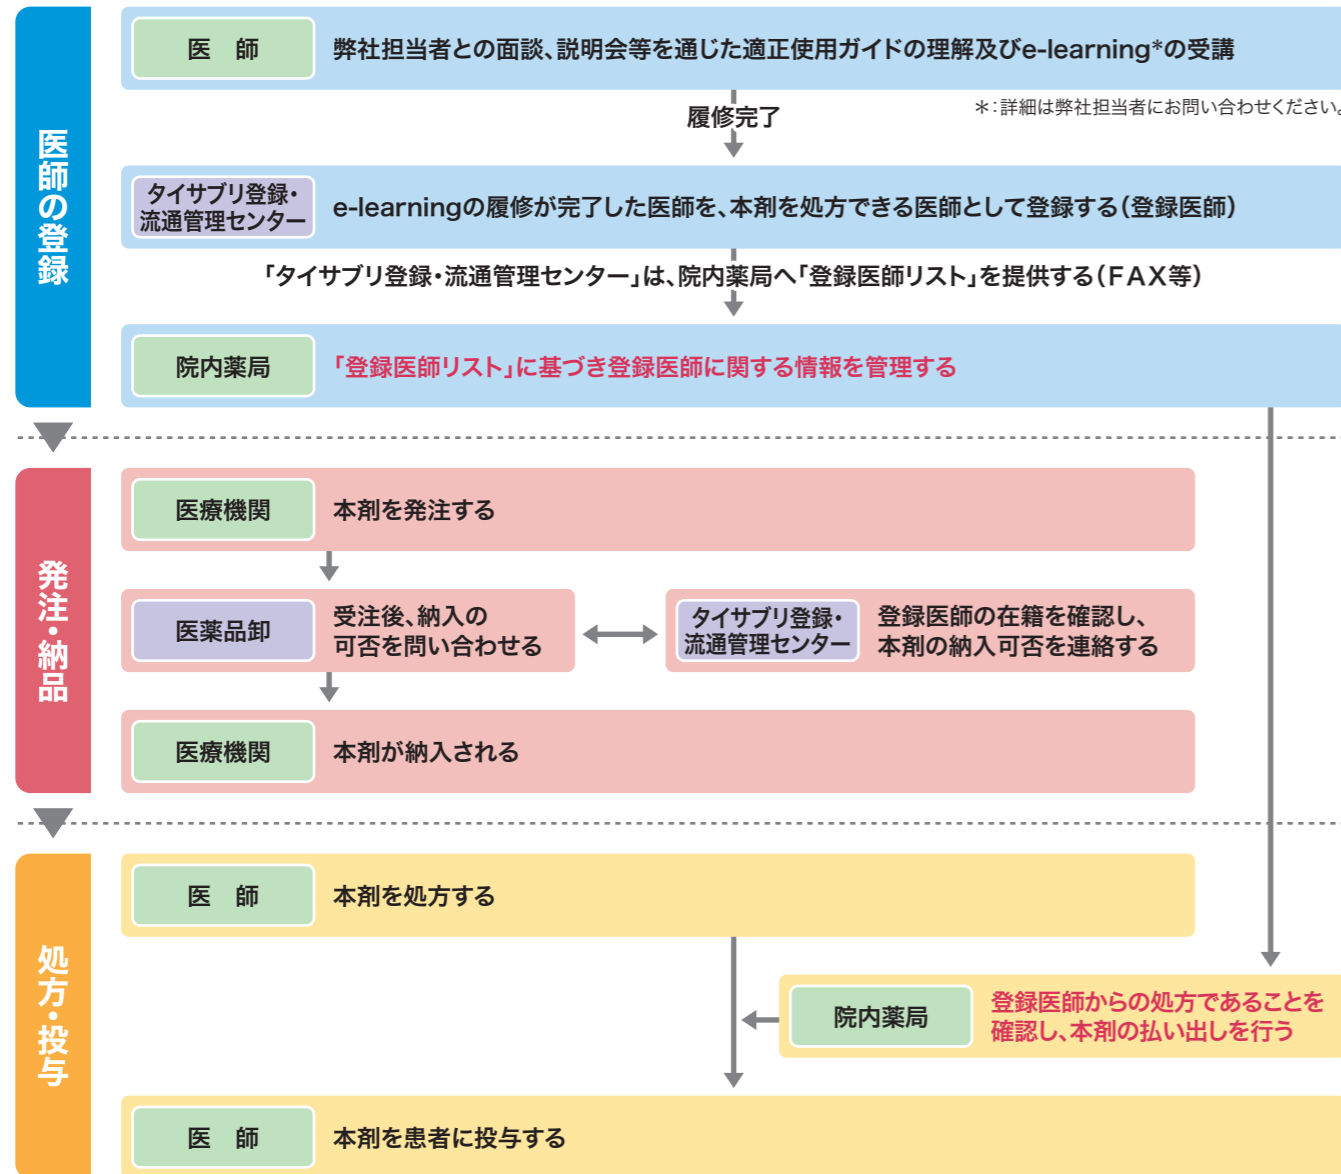 医師の登録
医　師
弊社担当者との面談、説明会等を通じた適正使用ガイドの理解及びe-learning*の受講
履修完了
＊：詳細は弊社担当者にお問い合わせください。
タイサブリ登録・
流通管理センター
e-learningの履修が完了した医師を、本剤を処方できる医師として登録する（登録医師）
「タイサブリ登録・流通管理センター」は、院内薬局へ「登録医師リスト」を提供する（FAX等）
院内薬局
「登録医師リスト」に基づき登録医師に関する情報を管理する
発注・納品
医療機関
本剤を発注する
医薬品卸
受注後、納入の
可否を問い合わせる
タイサブリ登録・
流通管理センター
登録医師の在籍を確認し、
本剤の納入可否を連絡する
医療機関
本剤が納入される
処方・投与
医　師
本剤を処方する
院内薬局
登録医師からの処方であることを
確認し、本剤の払い出しを行う
医　師
本剤を患者に投与する